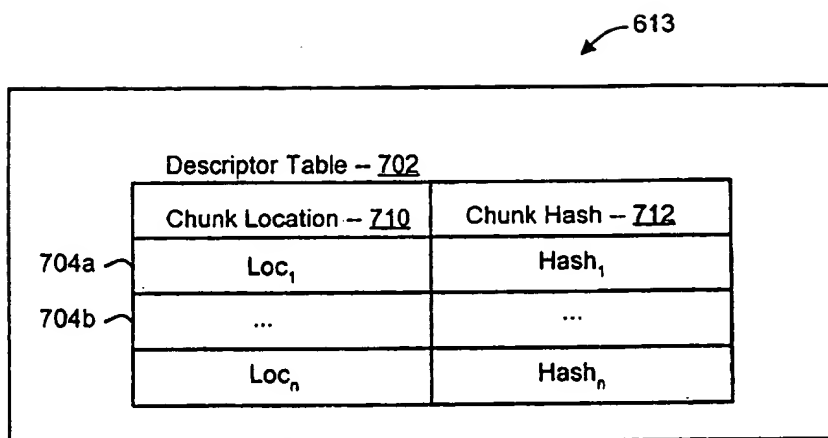 613
Descriptor Table – 702
Chunk Location – 710 Chunk Hash – 712
704a Loc₁ Hash₁
704b ... ...
Locₙ Hashₙ